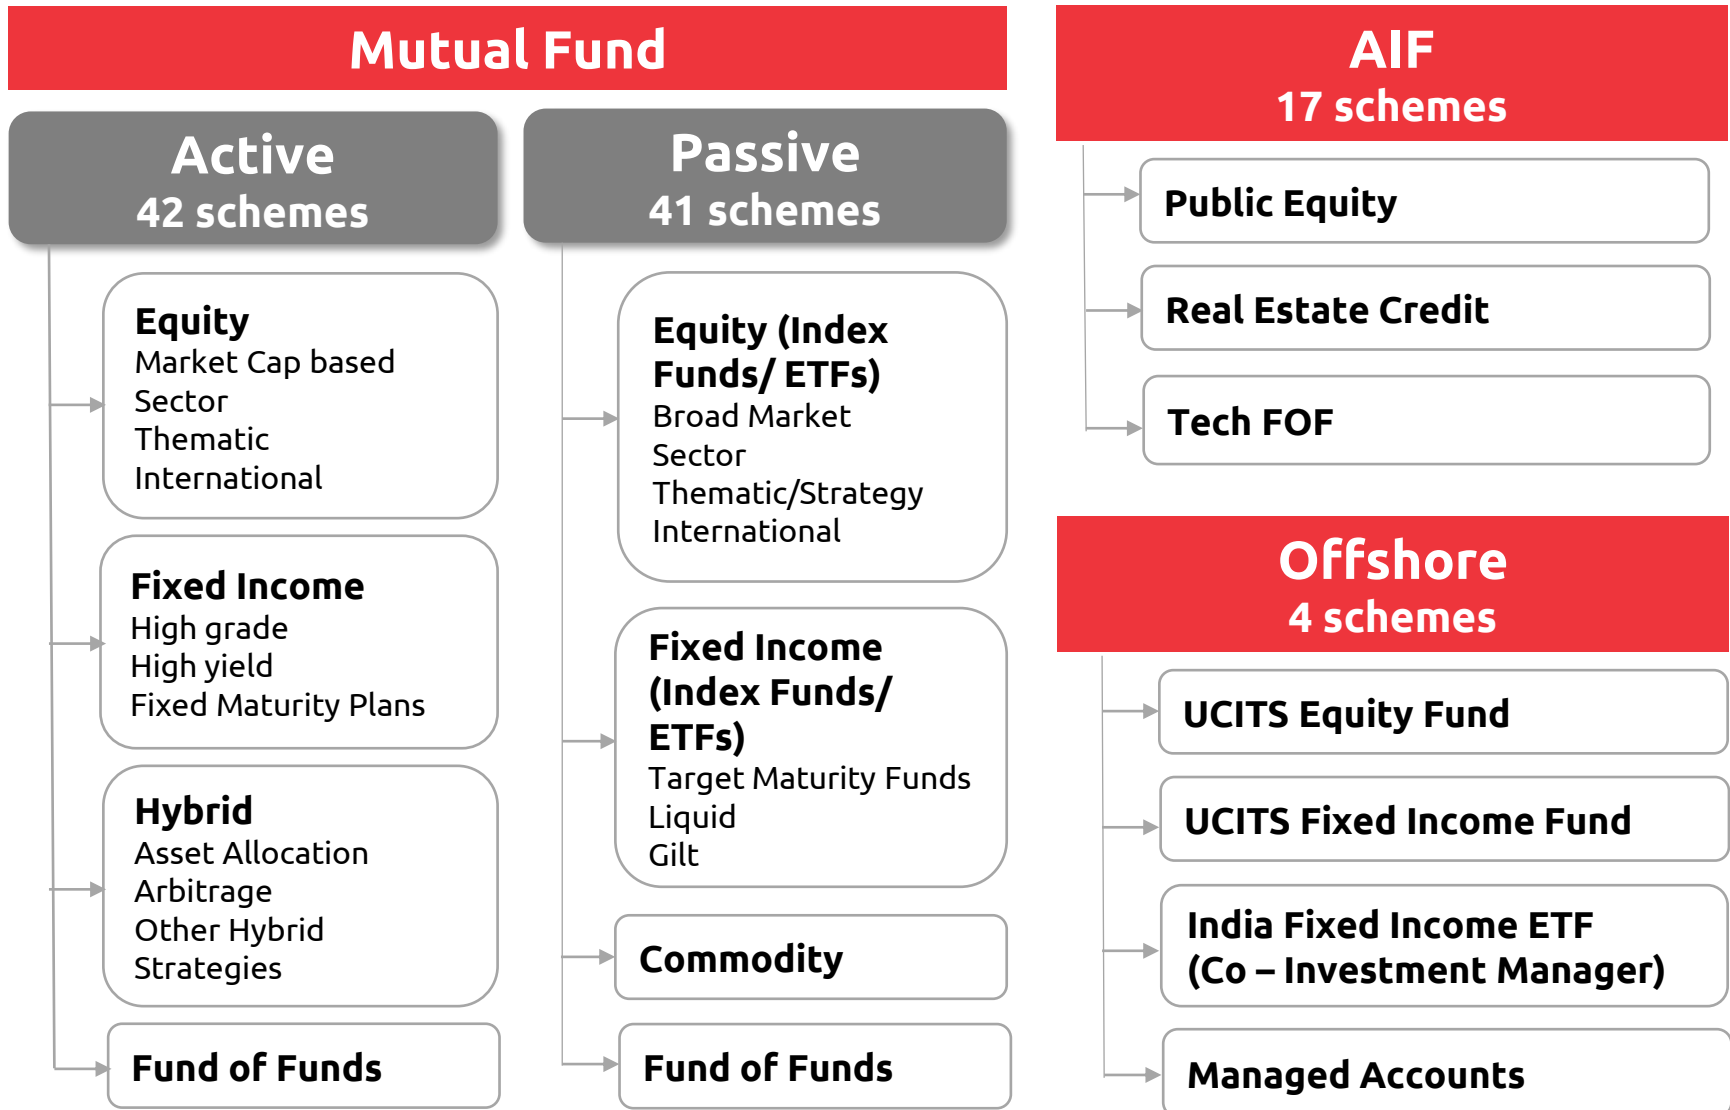 Mutual Fund
Active
42 schemes
Equity
Market Cap based
Sector
Thematic
International
Fixed Income
High grade
High yield
Fixed Maturity Plans
Hybrid
Asset Allocation
Arbitrage
Other Hybrid
Strategies
Fund of Funds
Passive
41 schemes
Equity (Index
Funds/ ETFs)
Broad Market
Sector
Thematic/Strategy
International
Fixed Income
(Index Funds/
ETFs)
Target Maturity Funds
Liquid
Gilt
Commodity
Fund of Funds
AIF
17 schemes
Public Equity
Real Estate Credit
Tech FOF
Offshore
4 schemes
UCITS Equity Fund
UCITS Fixed Income Fund
India Fixed Income ETF
(Co – Investment Manager)
Managed Accounts